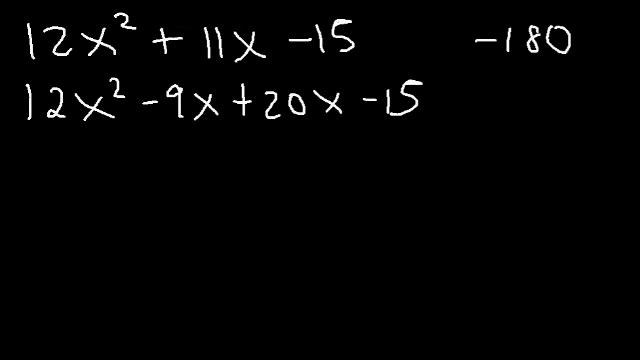 12x² + 11x - 15 -180
12x² - 9x + 20x - 15